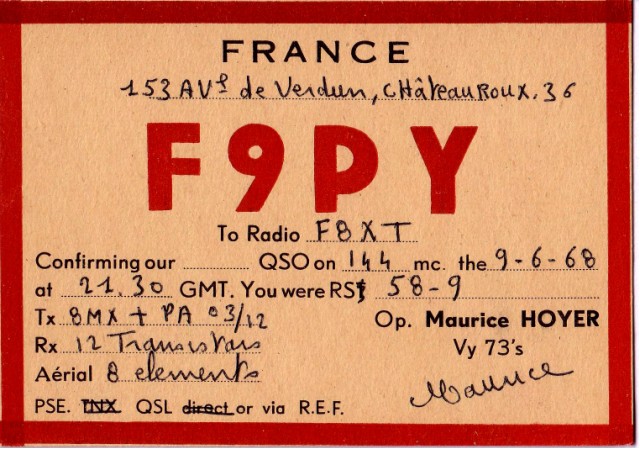 FRANCE
153 AVE de Verdun, CHâteauRoux. 36
F9PY
To Radio F8XT
Confirming our ........ QSO on 144 mc. the 9-6-68
at 21.30 GMT. You were RST 58-9
Tx 8MX + PA 03/12 Op. Maurice HOYER
Rx 12 Transistors Vy 73's
Aérial 8 elements Maurice
PSE. TNX QSL direct or via R.E.F.